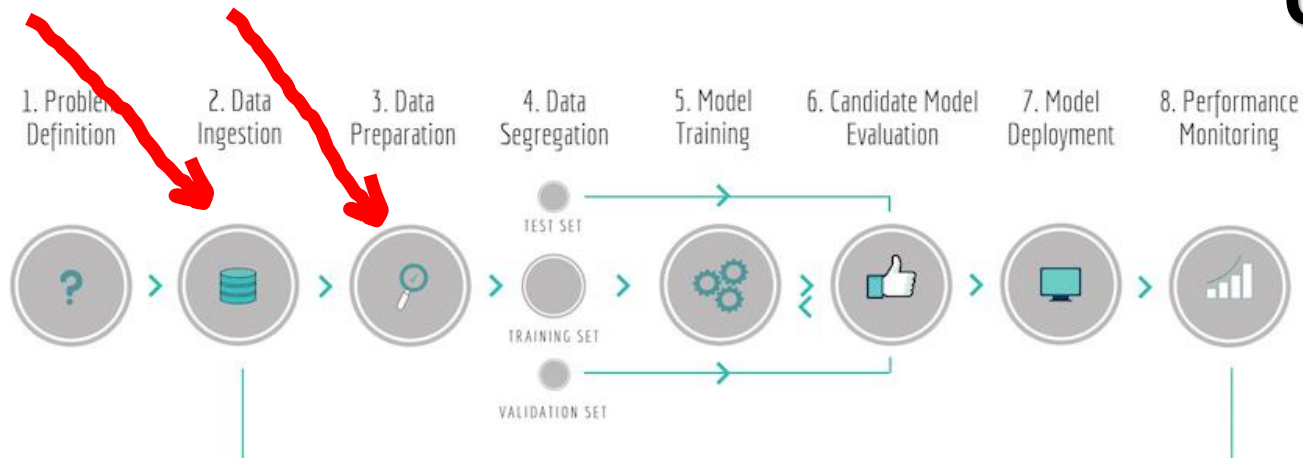 1. Problem
Definition
2. Data
Ingestion
3. Data
Preparation
4. Data
Segregation
5. Model
Training
6. Candidate Model
Evaluation
7. Model
Deployment
8. Performance
Monitoring
TEST SET
?
TRAINING SET
VALIDATION SET